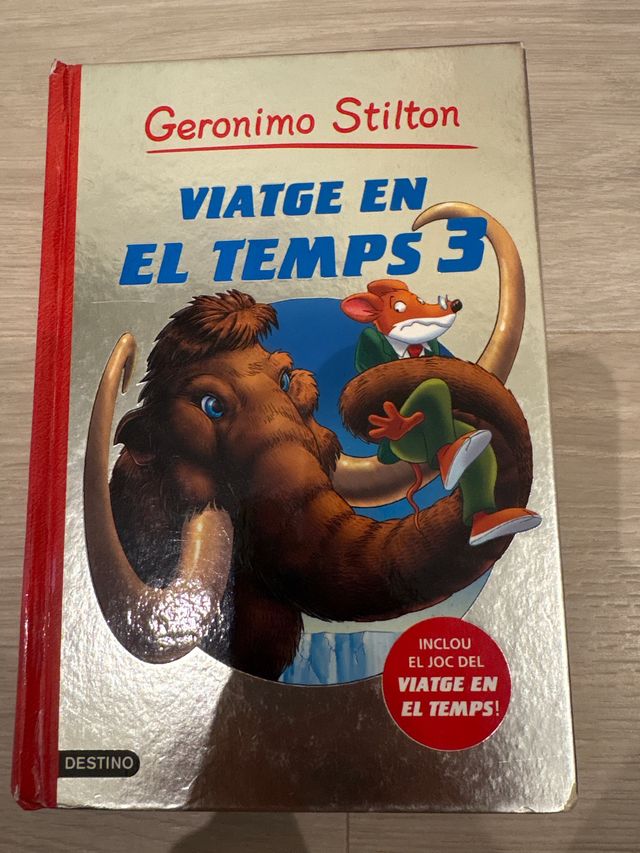 Geronimo Stilton
VIATGE EN
EL TEMPS 3
INCLOU
EL JOC DEL
VIATGE EN
EL TEMPS!
DESTINO